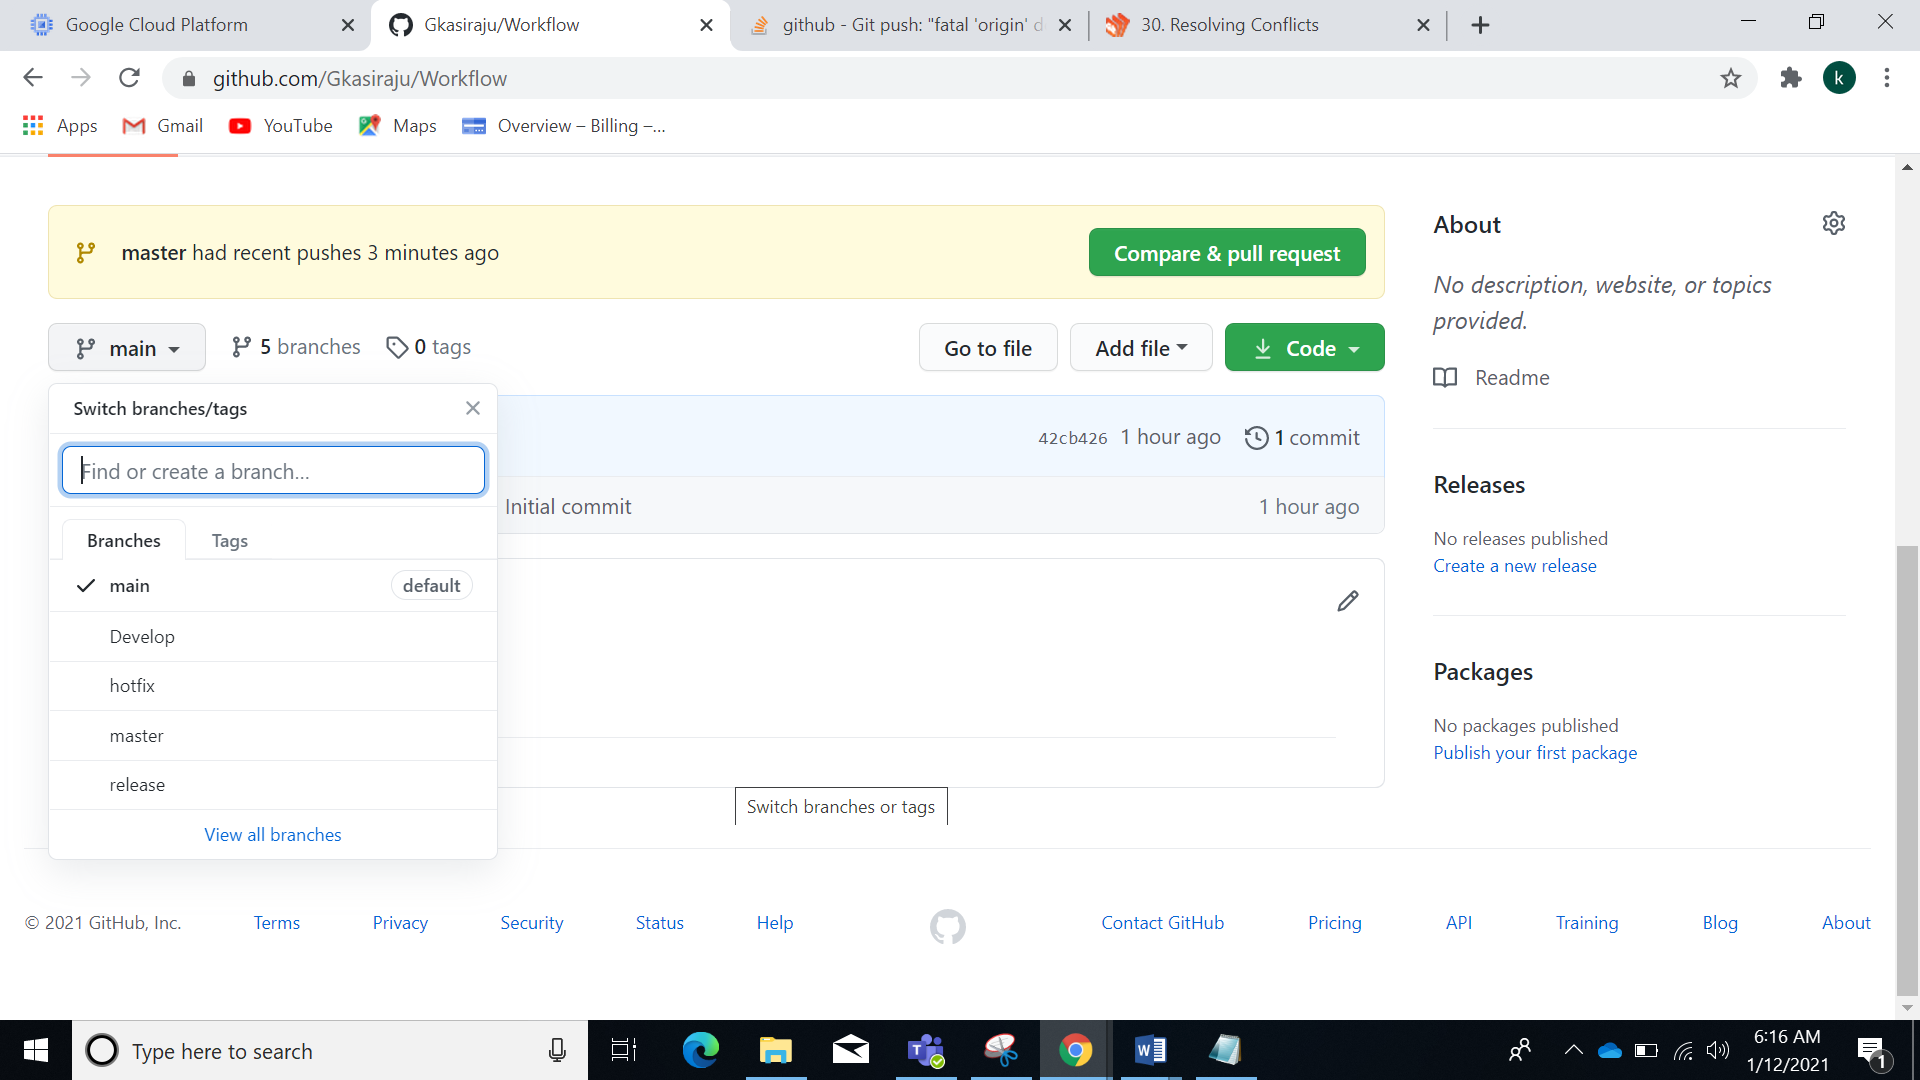 Google Cloud Platform
Gkasiraju/Workflow
github - Git push: "fatal 'origin' d
30. Resolving Conflicts
github.com/Gkasiraju/Workflow
k
Apps
Gmail
YouTube
Maps
Overview – Billing –...
master had recent pushes 3 minutes ago
Compare & pull request
main
5 branches
0 tags
Go to file
Add file
Code
Switch branches/tags
Find or create a branch...
Branches
Tags
main
default
Develop
hotfix
master
release
View all branches
42cb426 1 hour ago
1 commit
Initial commit
1 hour ago
Switch branches or tags
About
No description, website, or topics
provided.
Readme
Releases
No releases published
Create a new release
Packages
No packages published
Publish your first package
© 2021 GitHub, Inc.
Terms
Privacy
Security
Status
Help
Contact GitHub
Pricing
API
Training
Blog
About
Type here to search
6:16 AM
1/12/2021
1